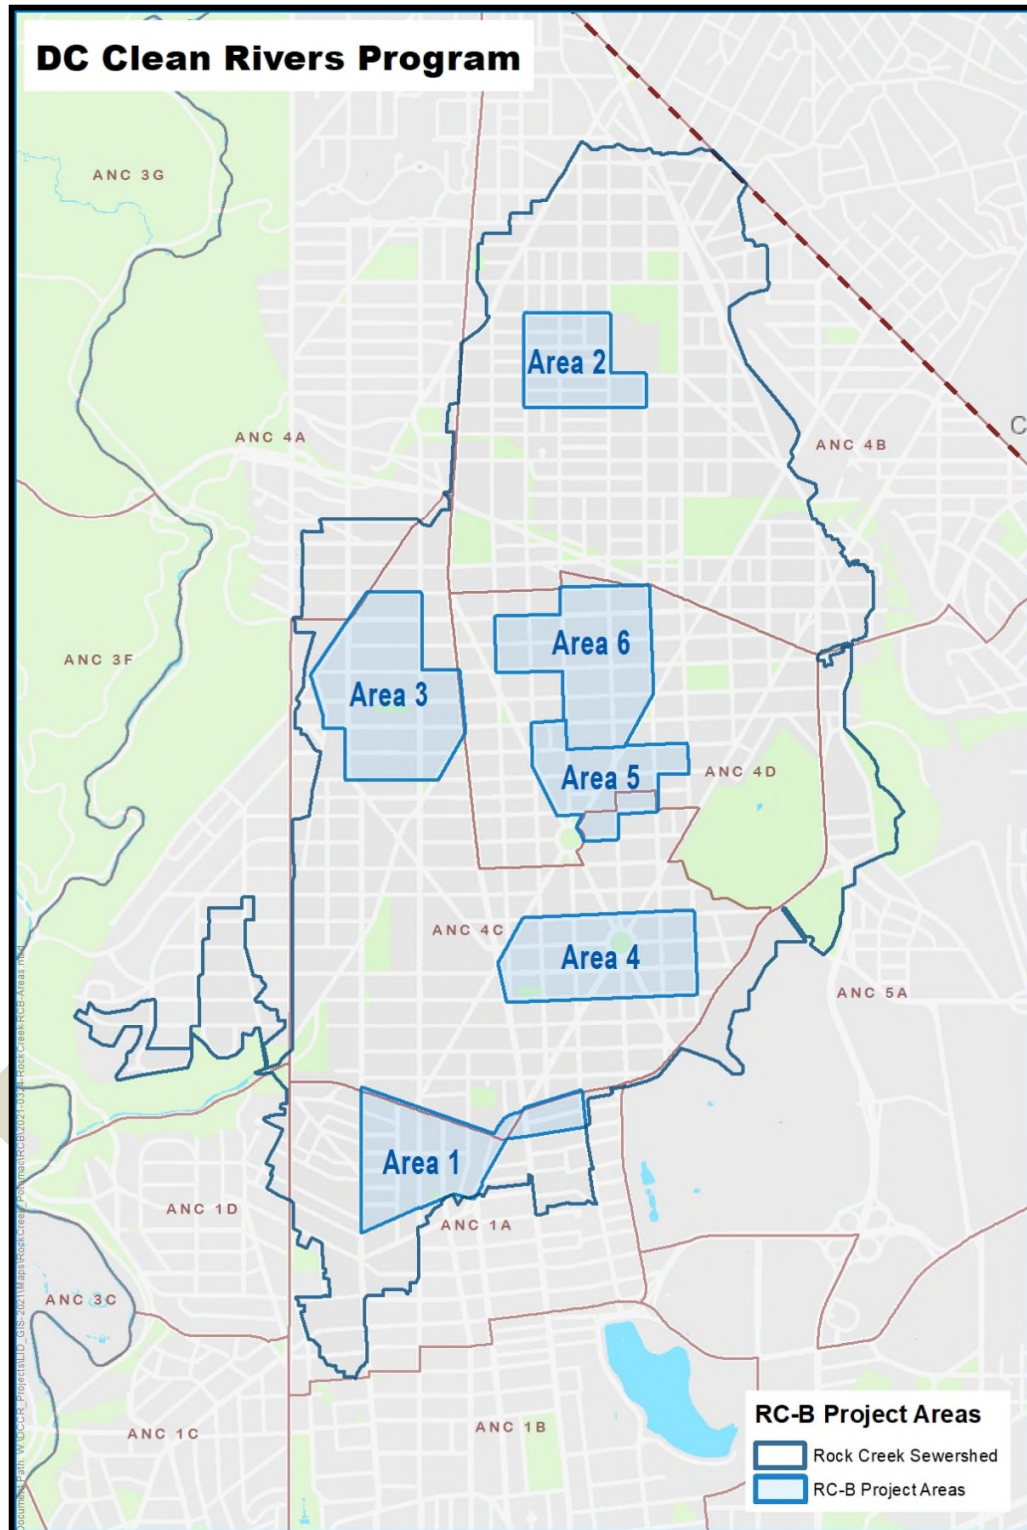 DC Clean Rivers Program
ANC 3G
Area 2
ANC 4A
ANC 4B
C
Area 6
ANC 3F
Area 3
Area 5
ANC 4D
ANC 4C
Area 4
ANC 5A
Area 1
ANC 1D
ANC 1A
ANC 3C
ANC 1C
ANC 1B
RC-B Project Areas
Rock Creek Sewershed
RC-B Project Areas